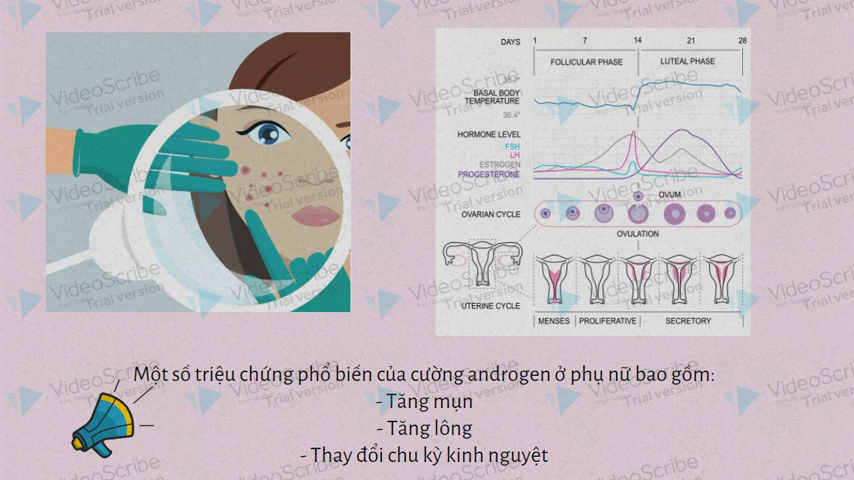 DAYS 1 7 14 21 28
FOLLICULAR PHASE LUTEAL PHASE
BASAL BODY
TEMPERATURE
36.4°
HORMONE LEVEL
FSH
LH
ESTROGEN
PROGESTERONE
OVUM
OVARIAN CYCLE
OVULATION
UTERINE CYCLE
MENSES PROLIFERATIVE SECRETORY
Một số triệu chứng phổ biến của cường androgen ở phụ nữ bao gồm:
- Tăng mụn
- Tăng lông
- Thay đổi chu kỳ kinh nguyệt
VideoScribe
Trial version